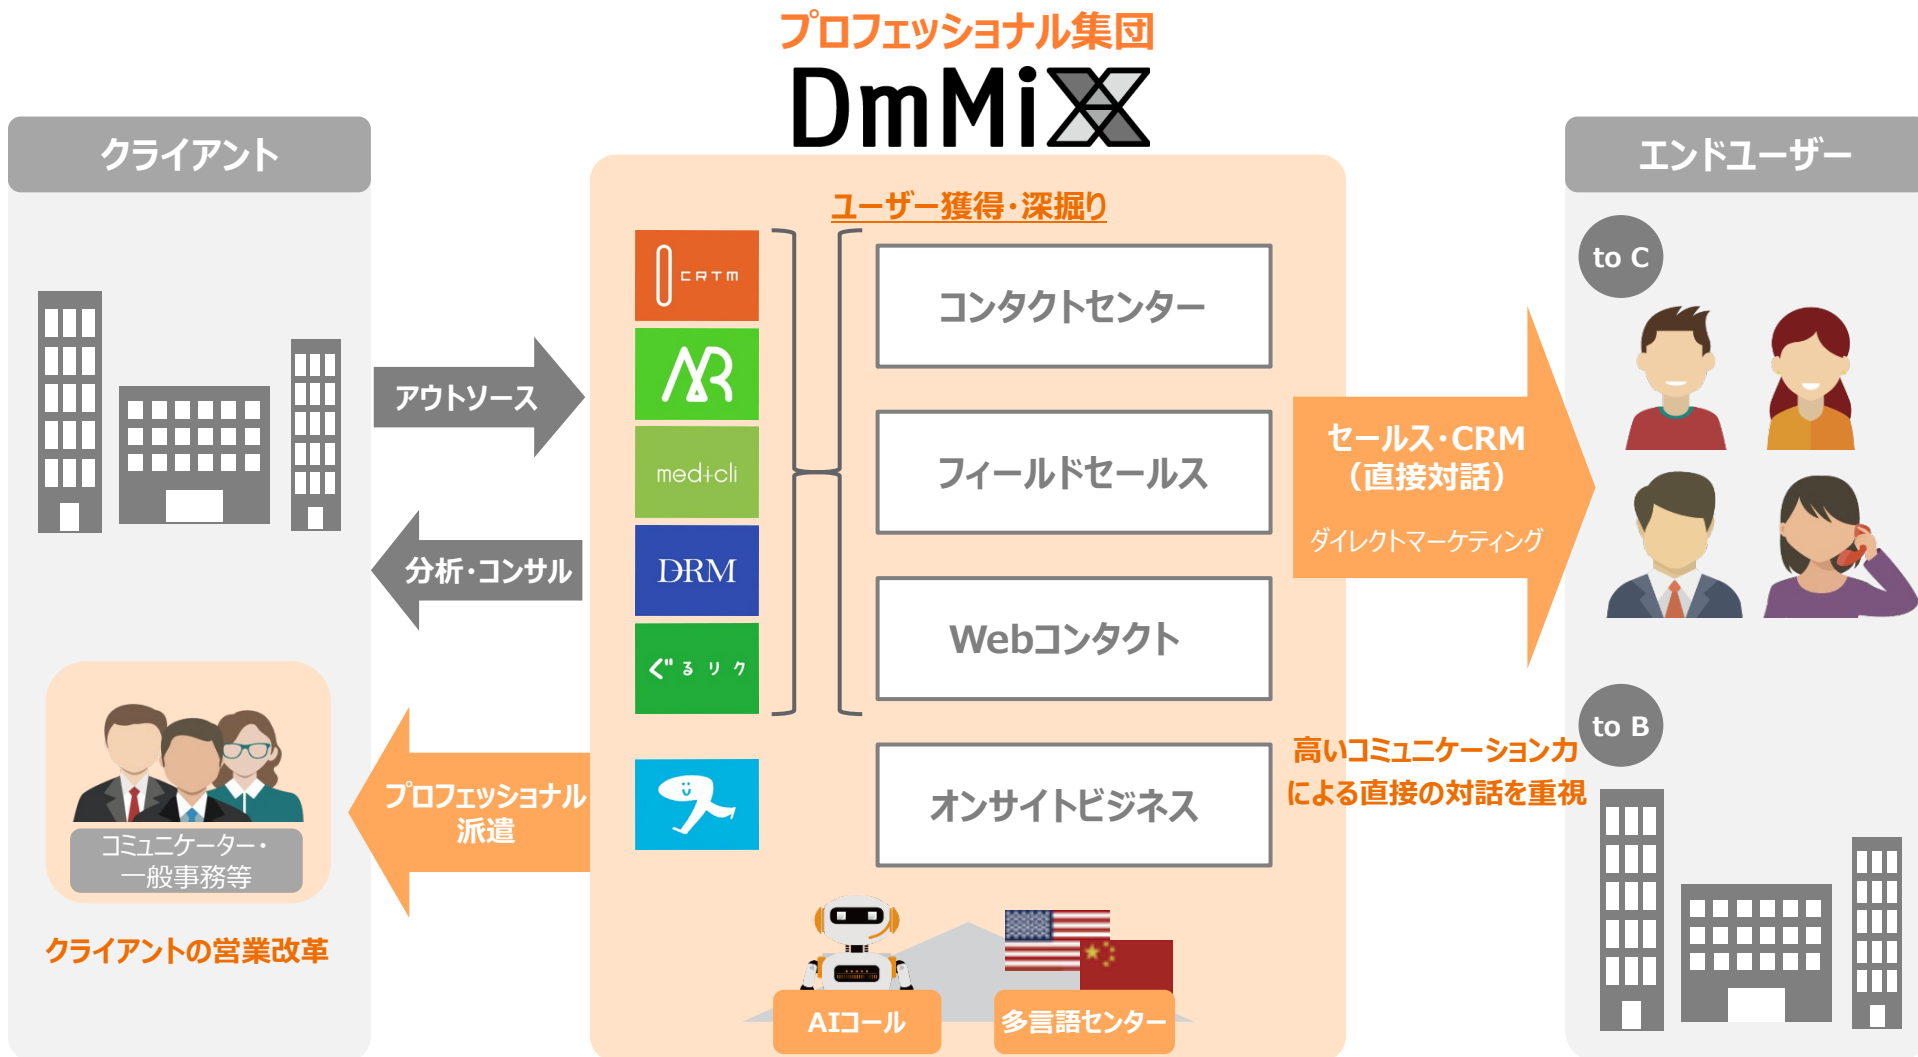 プロフェッショナル集団
DmMiX
クライアント
アウトソース
分析・コンサル
プロフェッショナル
派遣
コミュニケーター・
一般事務等
クライアントの営業改革
ユーザー獲得・深掘り
CRTM
AR
medicli
DRM
ぐるリク
コンタクトセンター
フィールドセールス
Webコンタクト
オンサイトビジネス
AIコール
多言語センター
セールス・CRM
（直接対話）
ダイレクトマーケティング
高いコミュニケーション力
による直接の対話を重視
エンドユーザー
to C
to B